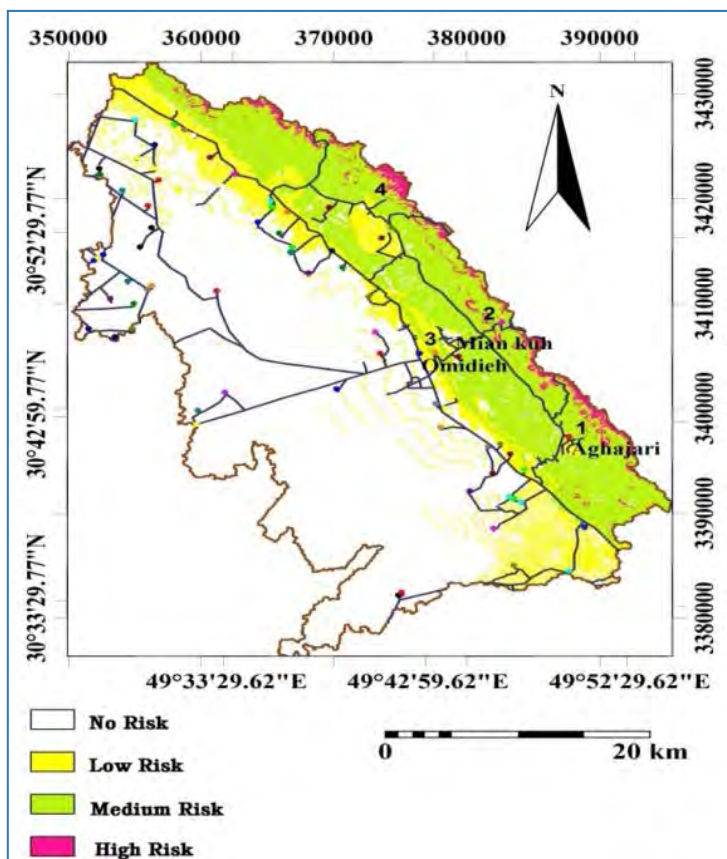 350000 360000 370000 380000 390000
N
3430000
3420000
3410000
3400000
3390000
3380000
30°52'29.77"N
30°42'59.77"N
30°33'29.77"N
4
2
3 Mian kuh
Omidieh
1
Aghajari
49°33'29.62"E 49°42'59.62"E 49°52'29.62"E
No Risk
Low Risk
Medium Risk
High Risk
0 20 km